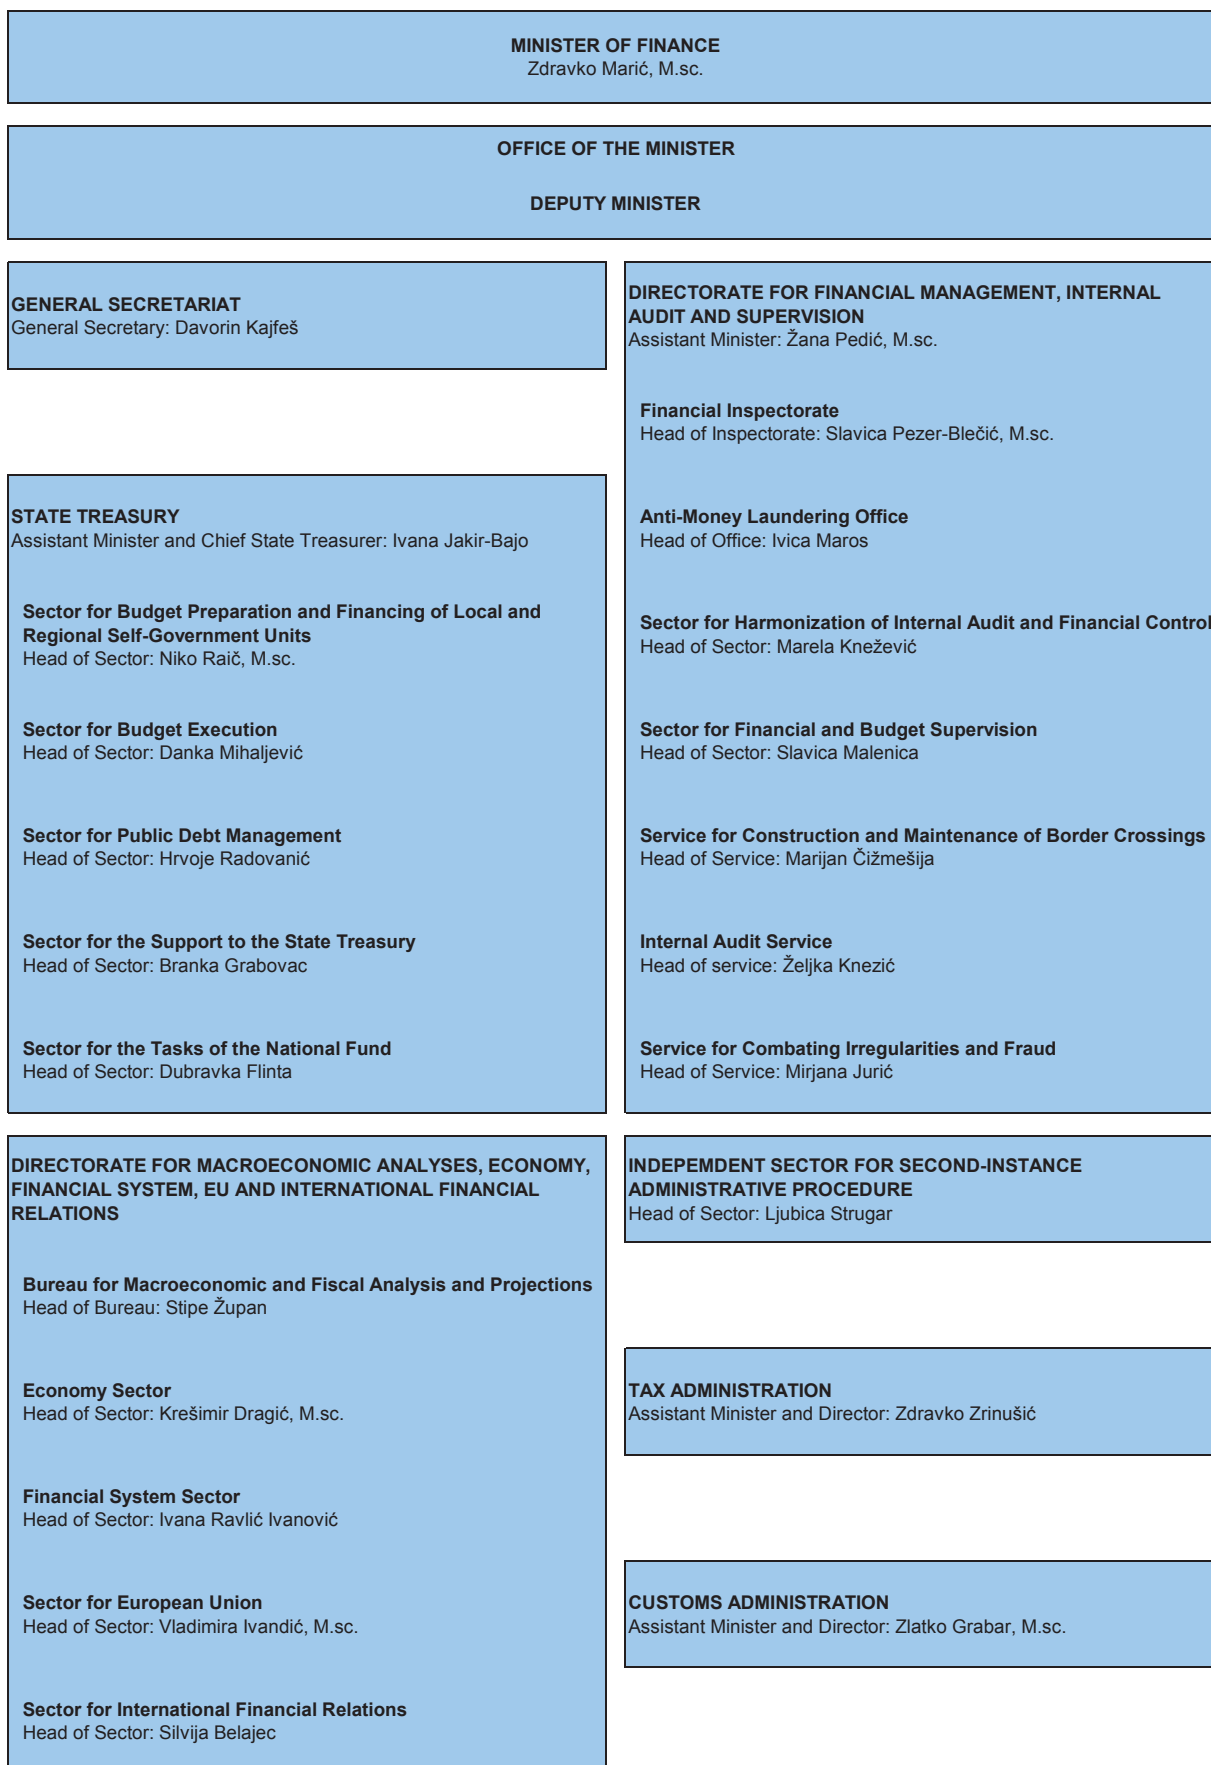 MINISTER OF FINANCE
Zdravko Marić, M.sc.
OFFICE OF THE MINISTER
DEPUTY MINISTER
GENERAL SECRETARIAT
General Secretary: Davorin Kajfeš
STATE TREASURY
Assistant Minister and Chief State Treasurer: Ivana Jakir-Bajo
Sector for Budget Preparation and Financing of Local and
Regional Self-Government Units
Head of Sector: Niko Raič, M.sc.
Sector for Budget Execution
Head of Sector: Danka Mihaljević
Sector for Public Debt Management
Head of Sector: Hrvoje Radovanić
Sector for the Support to the State Treasury
Head of Sector: Branka Grabovac
Sector for the Tasks of the National Fund
Head of Sector: Dubravka Flinta
DIRECTORATE FOR FINANCIAL MANAGEMENT, INTERNAL
AUDIT AND SUPERVISION
Assistant Minister: Žana Pedić, M.sc.
Financial Inspectorate
Head of Inspectorate: Slavica Pezer-Blečić, M.sc.
Anti-Money Laundering Office
Head of Office: Ivica Maros
Sector for Harmonization of Internal Audit and Financial Control
Head of Sector: Marela Knežević
Sector for Financial and Budget Supervision
Head of Sector: Slavica Malenica
Service for Construction and Maintenance of Border Crossings
Head of Service: Marijan Čižmešija
Internal Audit Service
Head of service: Željka Knezić
Service for Combating Irregularities and Fraud
Head of Service: Mirjana Jurić
DIRECTORATE FOR MACROECONOMIC ANALYSES, ECONOMY,
FINANCIAL SYSTEM, EU AND INTERNATIONAL FINANCIAL
RELATIONS
Bureau for Macroeconomic and Fiscal Analysis and Projections
Head of Bureau: Stipe Župan
Economy Sector
Head of Sector: Krešimir Dragić, M.sc.
Financial System Sector
Head of Sector: Ivana Ravlić Ivanović
Sector for European Union
Head of Sector: Vladimira Ivandić, M.sc.
Sector for International Financial Relations
Head of Sector: Silvija Belajec
INDEPEMDENT SECTOR FOR SECOND-INSTANCE
ADMINISTRATIVE PROCEDURE
Head of Sector: Ljubica Strugar
TAX ADMINISTRATION
Assistant Minister and Director: Zdravko Zrinušić
CUSTOMS ADMINISTRATION
Assistant Minister and Director: Zlatko Grabar, M.sc.